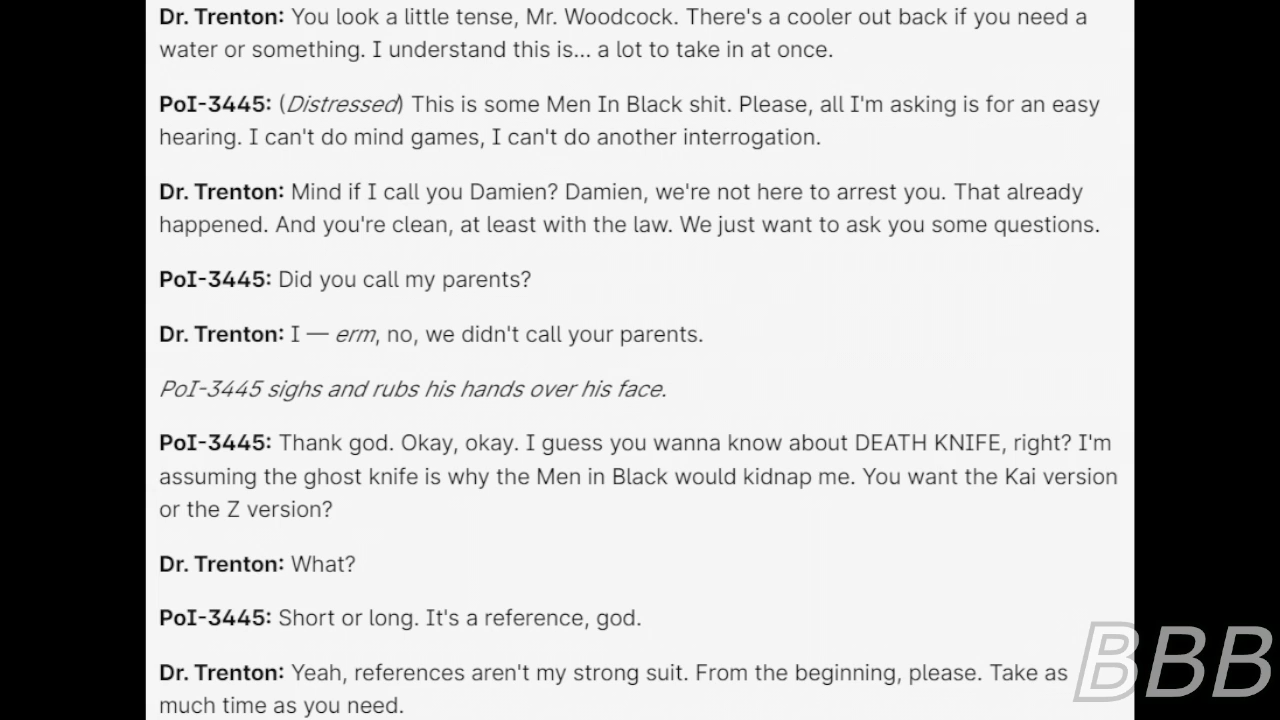 Dr. Trenton: You look a little tense, Mr. Woodcock. There's a cooler out back if you need a
water or something. I understand this is... a lot to take in at once.
PoI-3445: (Distressed) This is some Men In Black shit. Please, all I'm asking is for an easy
hearing. I can't do mind games, I can't do another interrogation.
Dr. Trenton: Mind if I call you Damien? Damien, we're not here to arrest you. That already
happened. And you're clean, at least with the law. We just want to ask you some questions.
PoI-3445: Did you call my parents?
Dr. Trenton: I — erm, no, we didn't call your parents.
PoI-3445 sighs and rubs his hands over his face.
PoI-3445: Thank god. Okay, okay. I guess you wanna know about DEATH KNIFE, right? I'm
assuming the ghost knife is why the Men in Black would kidnap me. You want the Kai version
or the Z version?
Dr. Trenton: What?
PoI-3445: Short or long. It's a reference, god.
Dr. Trenton: Yeah, references aren't my strong suit. From the beginning, please. Take as
much time as you need.
BBB